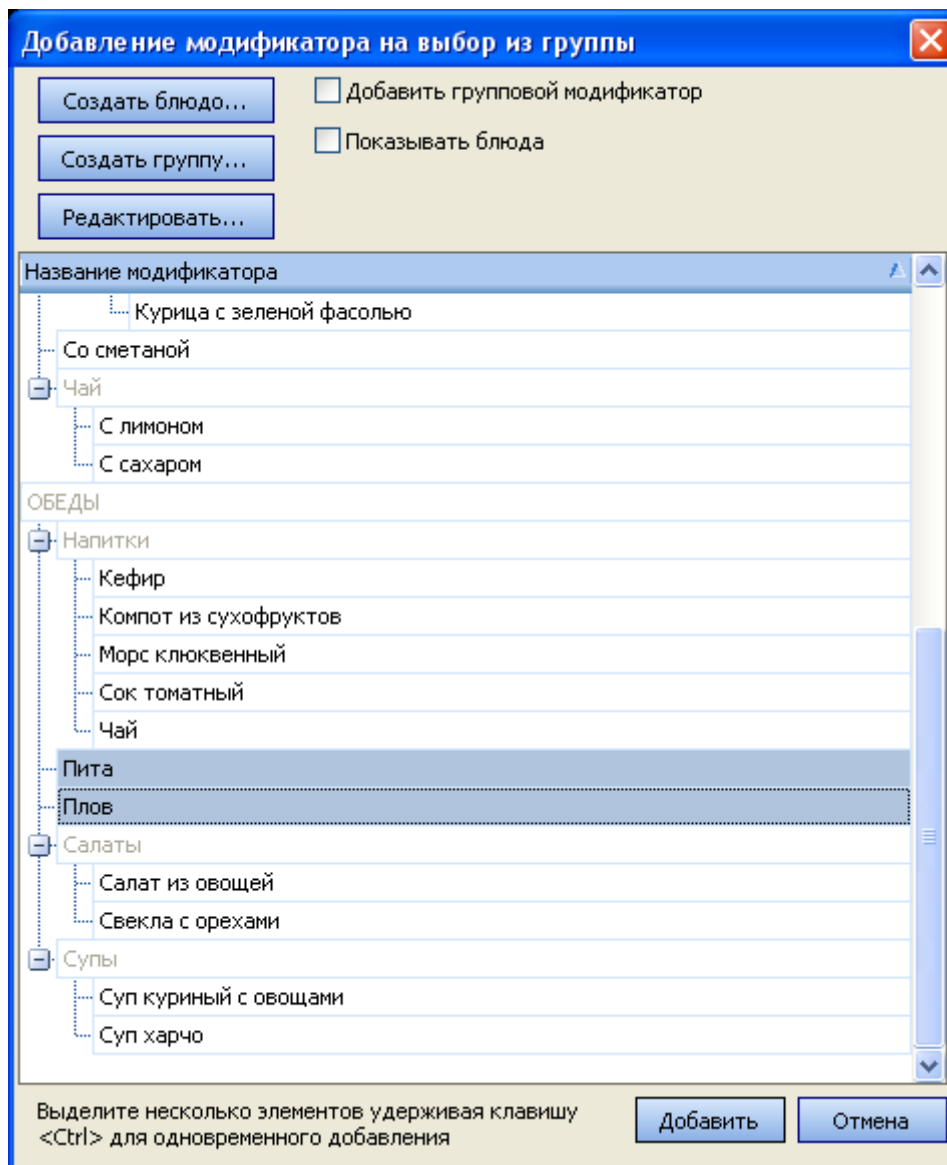 Добавление модификатора на выбор из группы
Создать блюдо...
Добавить групповой модификатор
Создать группу...
Показывать блюда
Редактировать...
Название модификатора
Курица с зеленой фасолью
Со сметаной
Чай
С лимоном
С сахаром
ОБЕДЫ
Напитки
Кефир
Компот из сухофруктов
Морс клюквенный
Сок томатный
Чай
Пита
Плов
Салаты
Салат из овощей
Свекла с орехами
Супы
Суп куриный с овощами
Суп харчо
Выделите несколько элементов удерживая клавишу
<Ctrl> для одновременного добавления
Добавить
Отмена